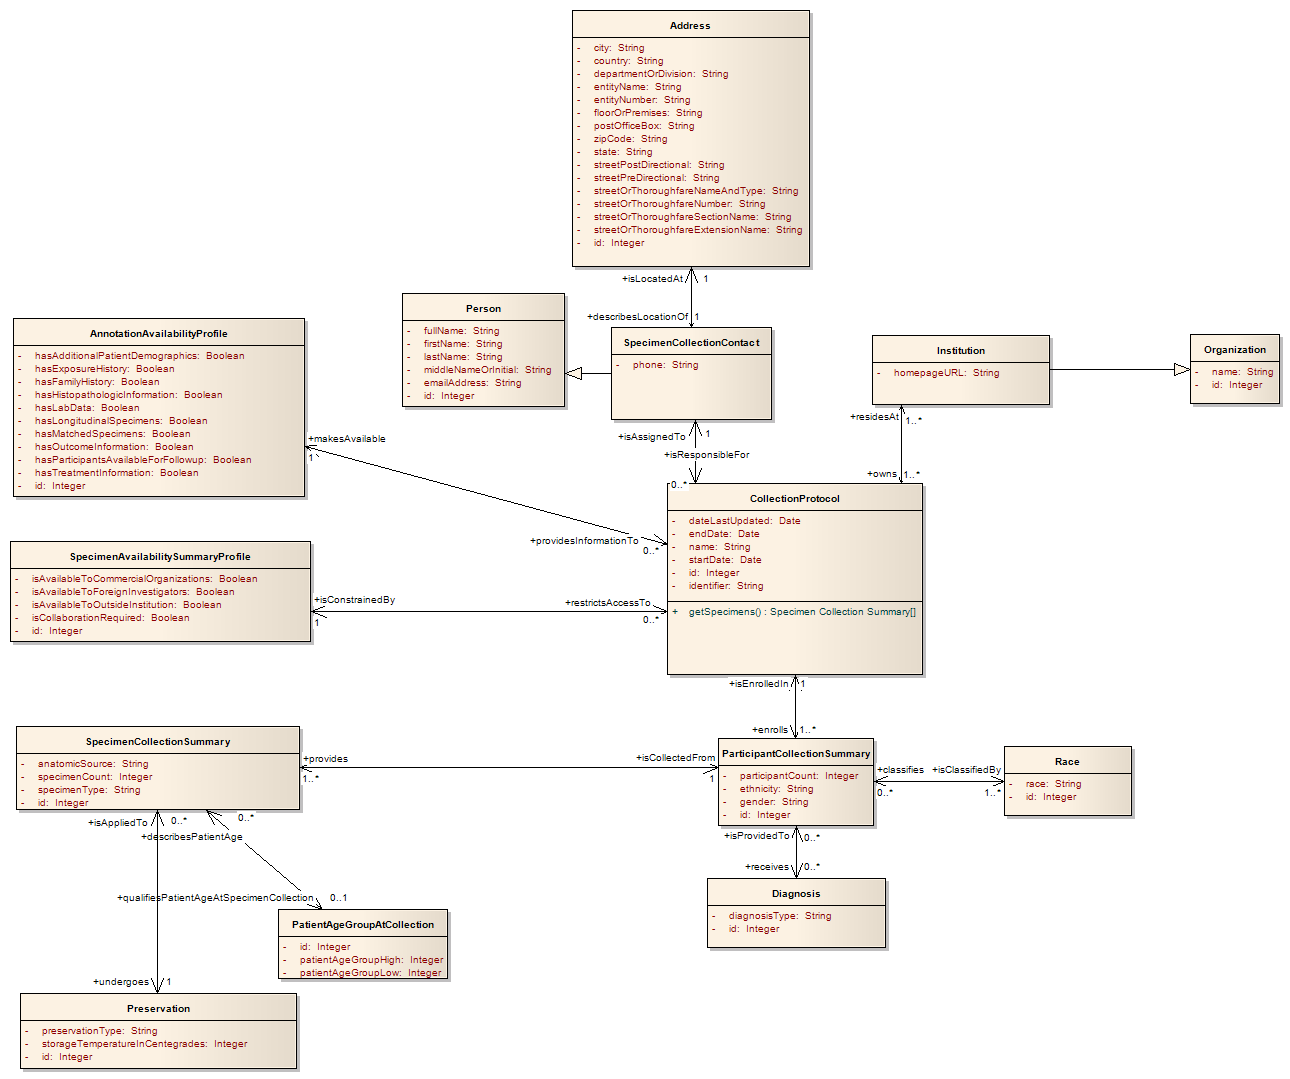 Address
- city: String
- country: String
- departmentOrDivision: String
- entityName: String
- entityNumber: String
- floorOrPremises: String
- postOfficeBox: String
- zipCode: String
- state: String
- streetPostDirectional: String
- streetPreDirectional: String
- streetOrThoroughfareNameAndType: String
- streetOrThoroughfareNumber: String
- streetOrThoroughfareSectionName: String
- streetOrThoroughfareExtensionName: String
- id: Integer
+isLocatedAt 1
+describesLocationOf 1
Person
- fullName: String
- firstName: String
- lastName: String
- middleNameOrInitial: String
- emailAddress: String
- id: Integer
SpecimenCollectionContact
- phone: String
+isAssignedTo 1
+isResponsibleFor
0..*
Institution
- homepageURL: String
Organization
- name: String
- id: Integer
+residesAt 1..*
+owns 1..*
AnnotationAvailabilityProfile
- hasAdditionalPatientDemographics: Boolean
- hasExposureHistory: Boolean
- hasFamilyHistory: Boolean
- hasHistopathologicInformation: Boolean
- hasLabData: Boolean
- hasLongitudinalSpecimens: Boolean
- hasMatchedSpecimens: Boolean
- hasOutcomeInformation: Boolean
- hasParticipantsAvailableForFollowup: Boolean
- hasTreatmentInformation: Boolean
- id: Integer
+makesAvailable
1
+providesInformationTo
0..*
CollectionProtocol
- dateLastUpdated: Date
- endDate: Date
- name: String
- startDate: Date
- id: Integer
- identifier: String
+ getSpecimens() : Specimen Collection Summary[]
SpecimenAvailabilitySummaryProfile
- isAvailableToCommercialOrganizations: Boolean
- isAvailableToForeignInvestigators: Boolean
- isAvailableToOutsideInstitution: Boolean
- isCollaborationRequired: Boolean
- id: Integer
+isConstrainedBy
1
+restrictsAccessTo
0..*
+isEnrolledIn 1
+enrolls 1..*
SpecimenCollectionSummary
- anatomicSource: String
- specimenCount: Integer
- specimenType: String
- id: Integer
+provides
1..*
+isCollectedFrom
1
ParticipantCollectionSummary
- participantCount: Integer
- ethnicity: String
- gender: String
- id: Integer
+classifies
0..*
+isClassifiedBy
1..*
Race
- race: String
- id: Integer
+isProvidedTo 0..*
+receives 0..*
Diagnosis
- diagnosisType: String
- id: Integer
+isAppliedTo 0..*
0..*
+describesPatientAge
+qualifiesPatientAgeAtSpecimenCollection 0..1
PatientAgeGroupAtCollection
- id: Integer
- patientAgeGroupHigh: Integer
- patientAgeGroupLow: Integer
+undergoes 1
Preservation
- preservationType: String
- storageTemperatureInCentegrades: Integer
- id: Integer